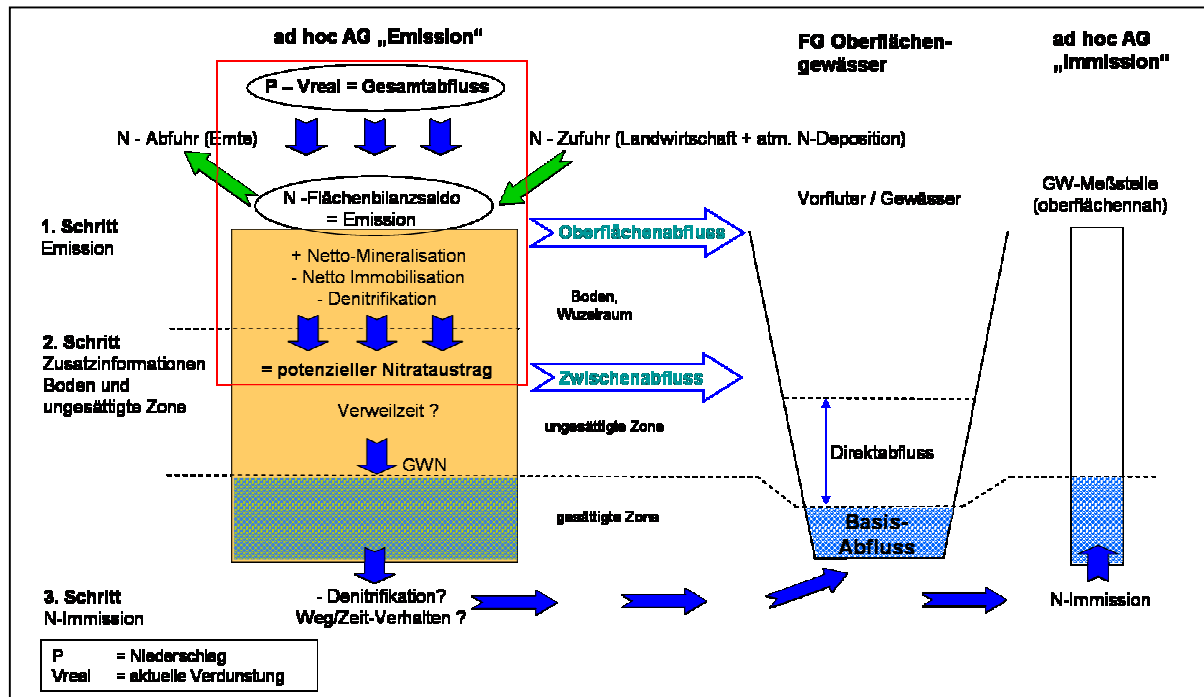 ad hoc AG „Emission“
FG Oberflächen-
gewässer
ad hoc AG
„Immission“
P – Vreal = Gesamtabfluss
N - Abfuhr (Ernte)
N - Zufuhr (Landwirtschaft + atm. N-Deposition)
N -Flächenbilanzsaldo
= Emission
Vorfluter / Gewässer
GW-Meßstelle
(oberflächennah)
1. Schritt
Emission
Oberflächenabfluss
+ Netto-Mineralisation
- Netto Immobilisation
- Denitrifikation
Boden,
Wuzelraum
2. Schritt
Zusatzinformationen
Boden und
ungesättigte Zone
= potenzieller Nitrataustrag
Zwischenabfluss
Verweilzeit ?
ungesättigte Zone
Direktabfluss
GWN
gesättigte Zone
Basis-
Abfluss
3. Schritt
N-Immission
- Denitrifikation?
Weg/Zeit-Verhalten ?
N-Immission
P = Niederschlag
Vreal = aktuelle Verdunstung